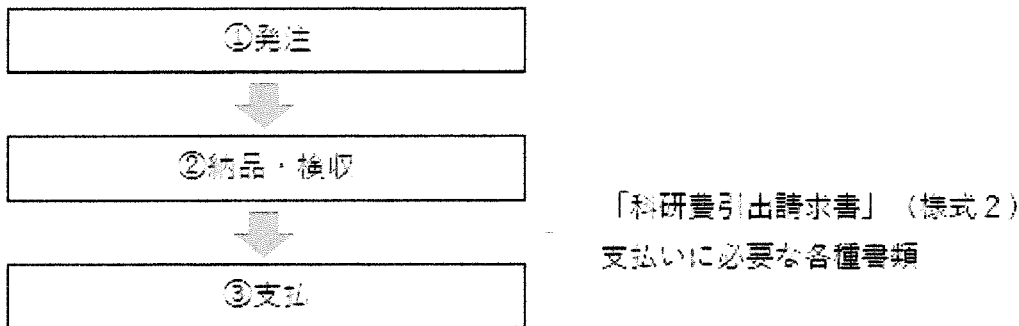 ①発注
②納品・検収
「科研費引出請求書」（様式２）
支払いに必要な各種書類
③支払